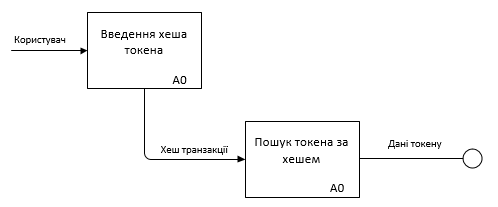 Користувач
Введення хеша
токена
A0
Хеш транзакції
Пошук токена за
хешем
A0
Дані токену